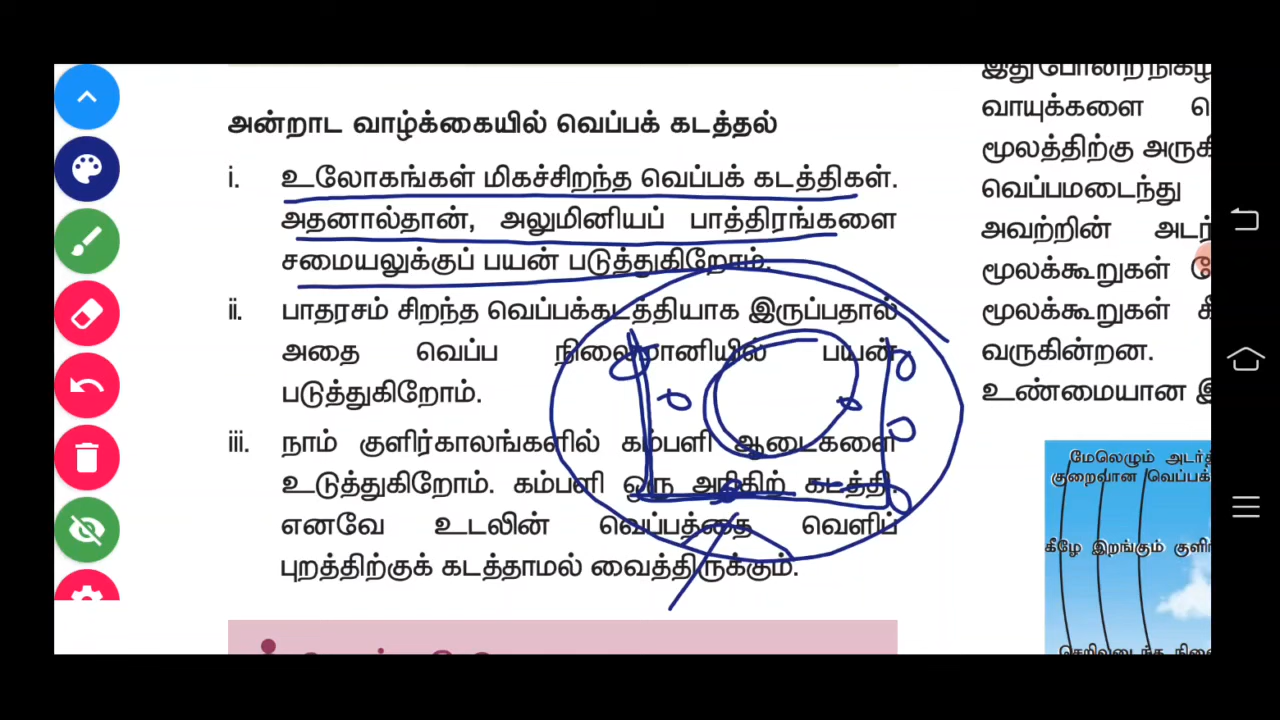 அன்றாட வாழ்க்கையில் வெப்பக் கடத்தல்
i. உலோகங்கள் மிகச்சிறந்த வெப்பக் கடத்திகள்.
அதனால்தான், அலுமினியப் பாத்திரங்களை
சமையலுக்குப் பயன் படுத்துகிறோம்.
ii. பாதரசம் சிறந்த வெப்பக்கடத்தியாக இருப்பதால்
அதை வெப்ப நிலைமானியில் பயன்
படுத்துகிறோம்.
iii. நாம் குளிர்காலங்களில் கம்பளி ஆடைகளை
உடுத்துகிறோம். கம்பளி ஒரு அரிதிற் கடத்தி.
எனவே உடலின் வெப்பத்தை வெளிப்
புறத்திற்குக் கடத்தாமல் வைத்திருக்கும்.
இதுபோன்ற
வாயுக்களை
மூலத்திற்கு
வெப்பமடைந்து
அவற்றின்
மூலக்கூறுகள்
மூலக்கூறுகள்
வருகின்றன.
உண்மையான
மேலெழும்
குறைவான
கீழே இறங்கும்